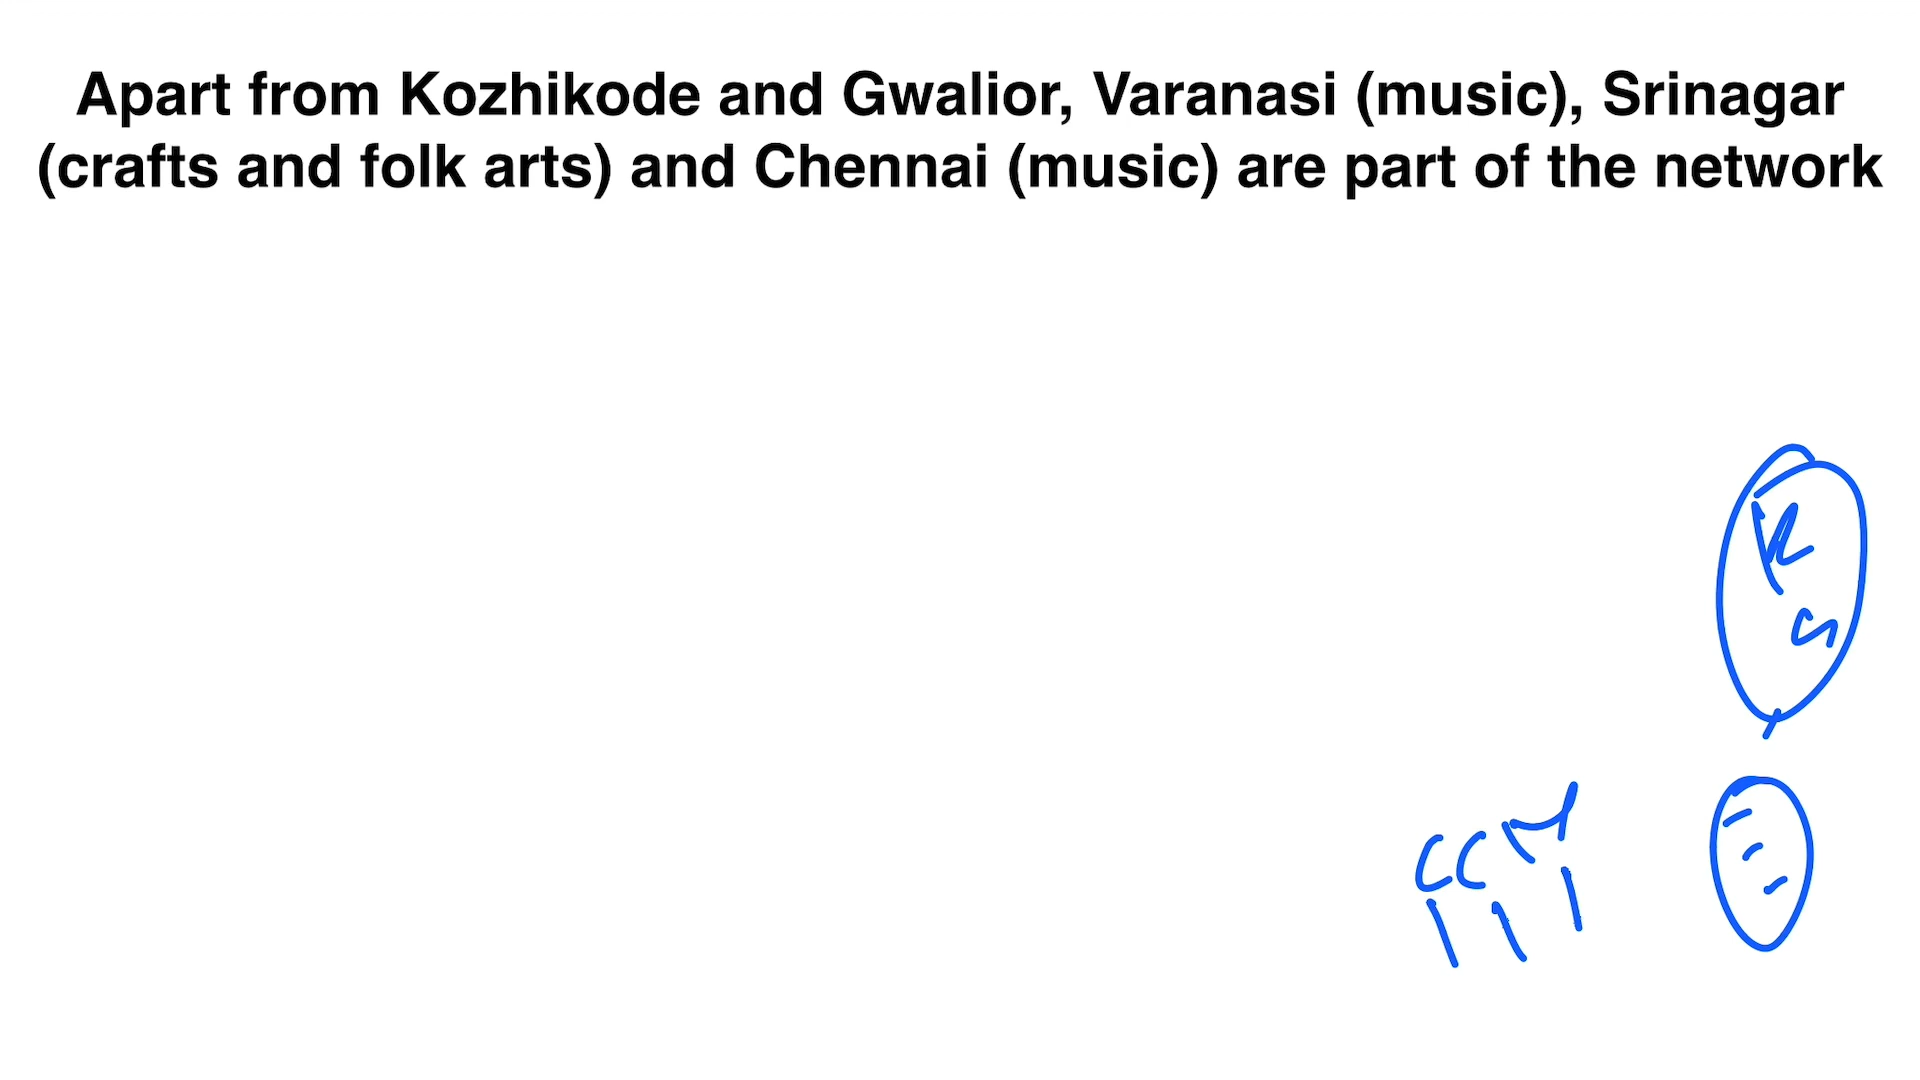 Apart from Kozhikode and Gwalior, Varanasi (music), Srinagar
(crafts and folk arts) and Chennai (music) are part of the network
K
G
CCM